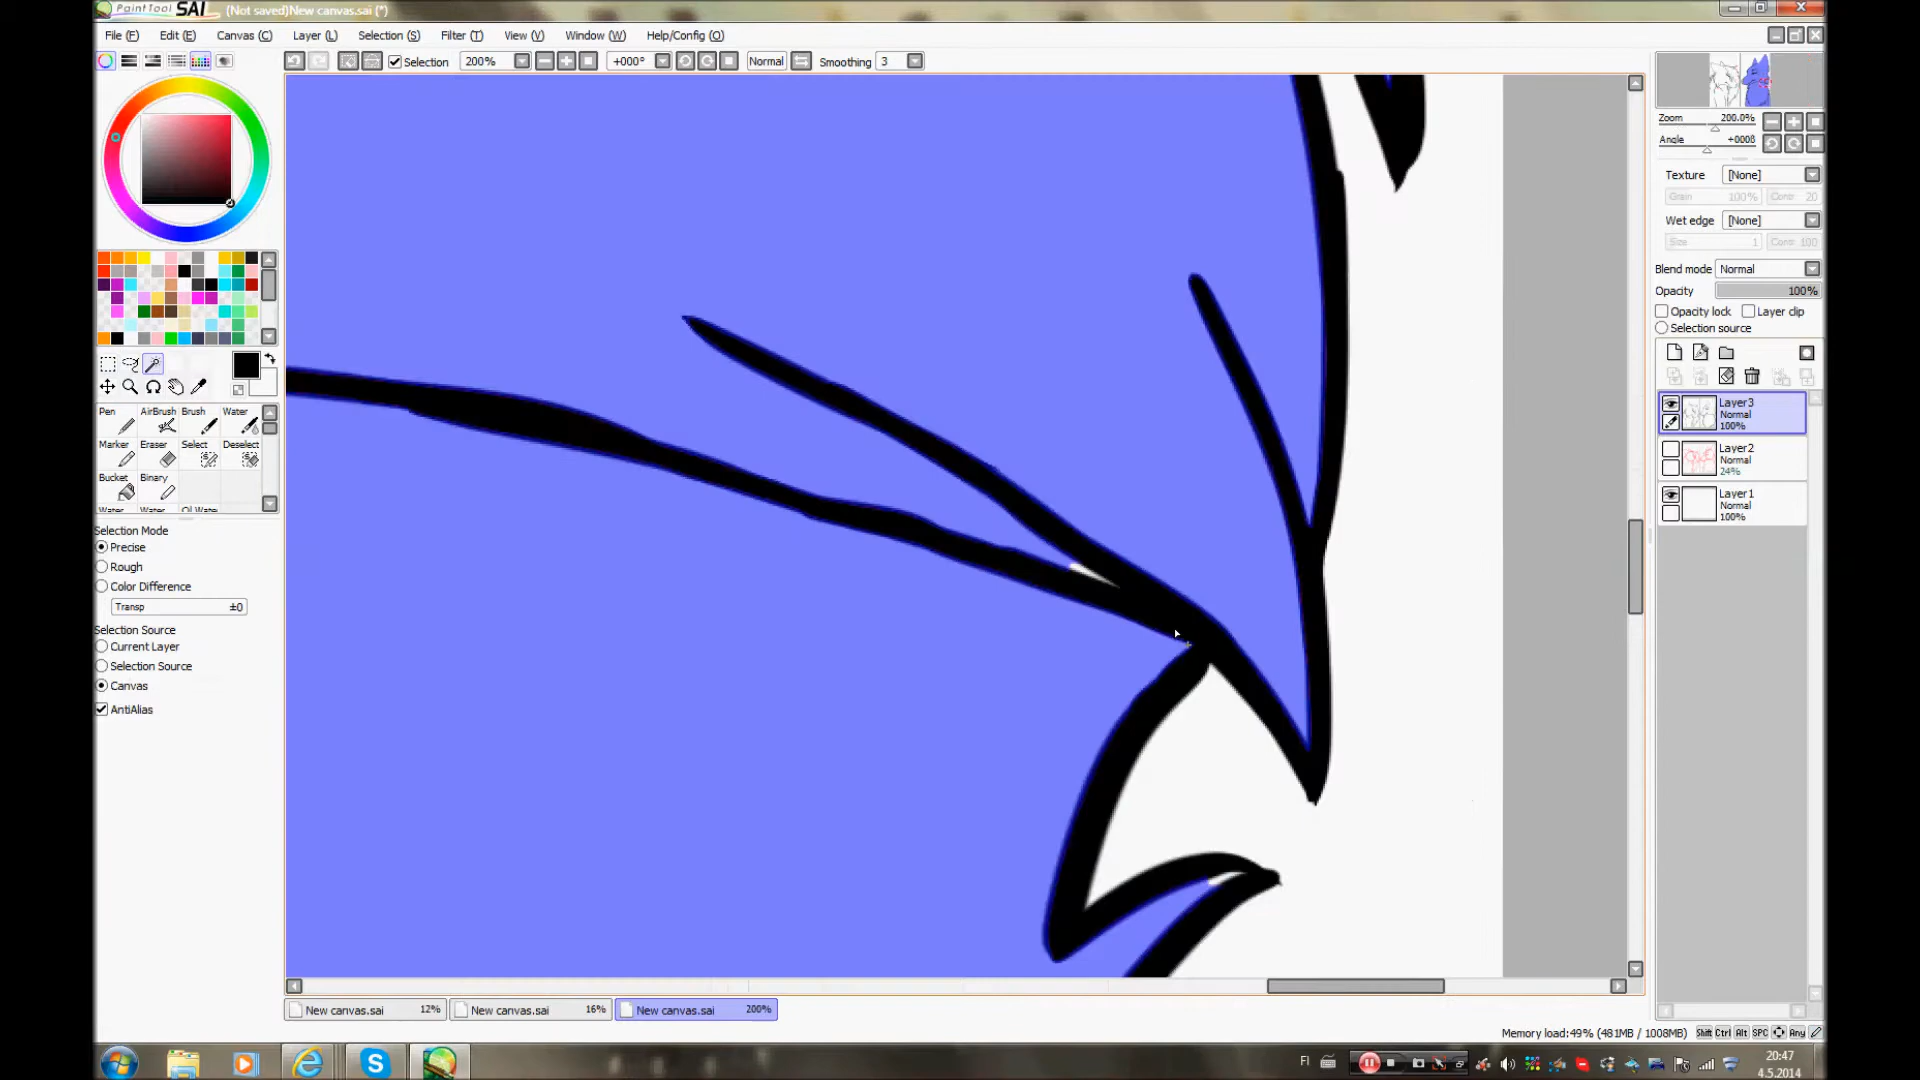 PaintTool SAI (Not saved)New canvas.sai (*)
File (F) Edit (E) Canvas (C) Layer (L) Selection (S) Filter (T) View (V) Window (W) Help/Config (O)
Selection 200% +000° Normal Smoothing 3
Zoom 200.0%
Angle +000ß
Texture [None]
Grain 100% Contr 20
Wet edge [None]
Size 1 Contr 100
Blend mode Normal
Opacity 100%
Opacity lock Layer clip
Selection source
Layer3
Normal
100%
Layer2
Normal
24%
Layer1
Normal
100%
Pen AirBrush Brush Water
Marker Eraser Select Deselect
Bucket Binary
Water Water Oil Water
Selection Mode
Precise
Rough
Color Difference
Transp ±0
Selection Source
Current Layer
Selection Source
Canvas
AntiAlias
New canvas.sai 12% New canvas.sai 16% New canvas.sai 200%
Memory load:49% (481MB / 1008MB) Shift Ctrl Alt SPC Any
FI 20:47
4.5.2014